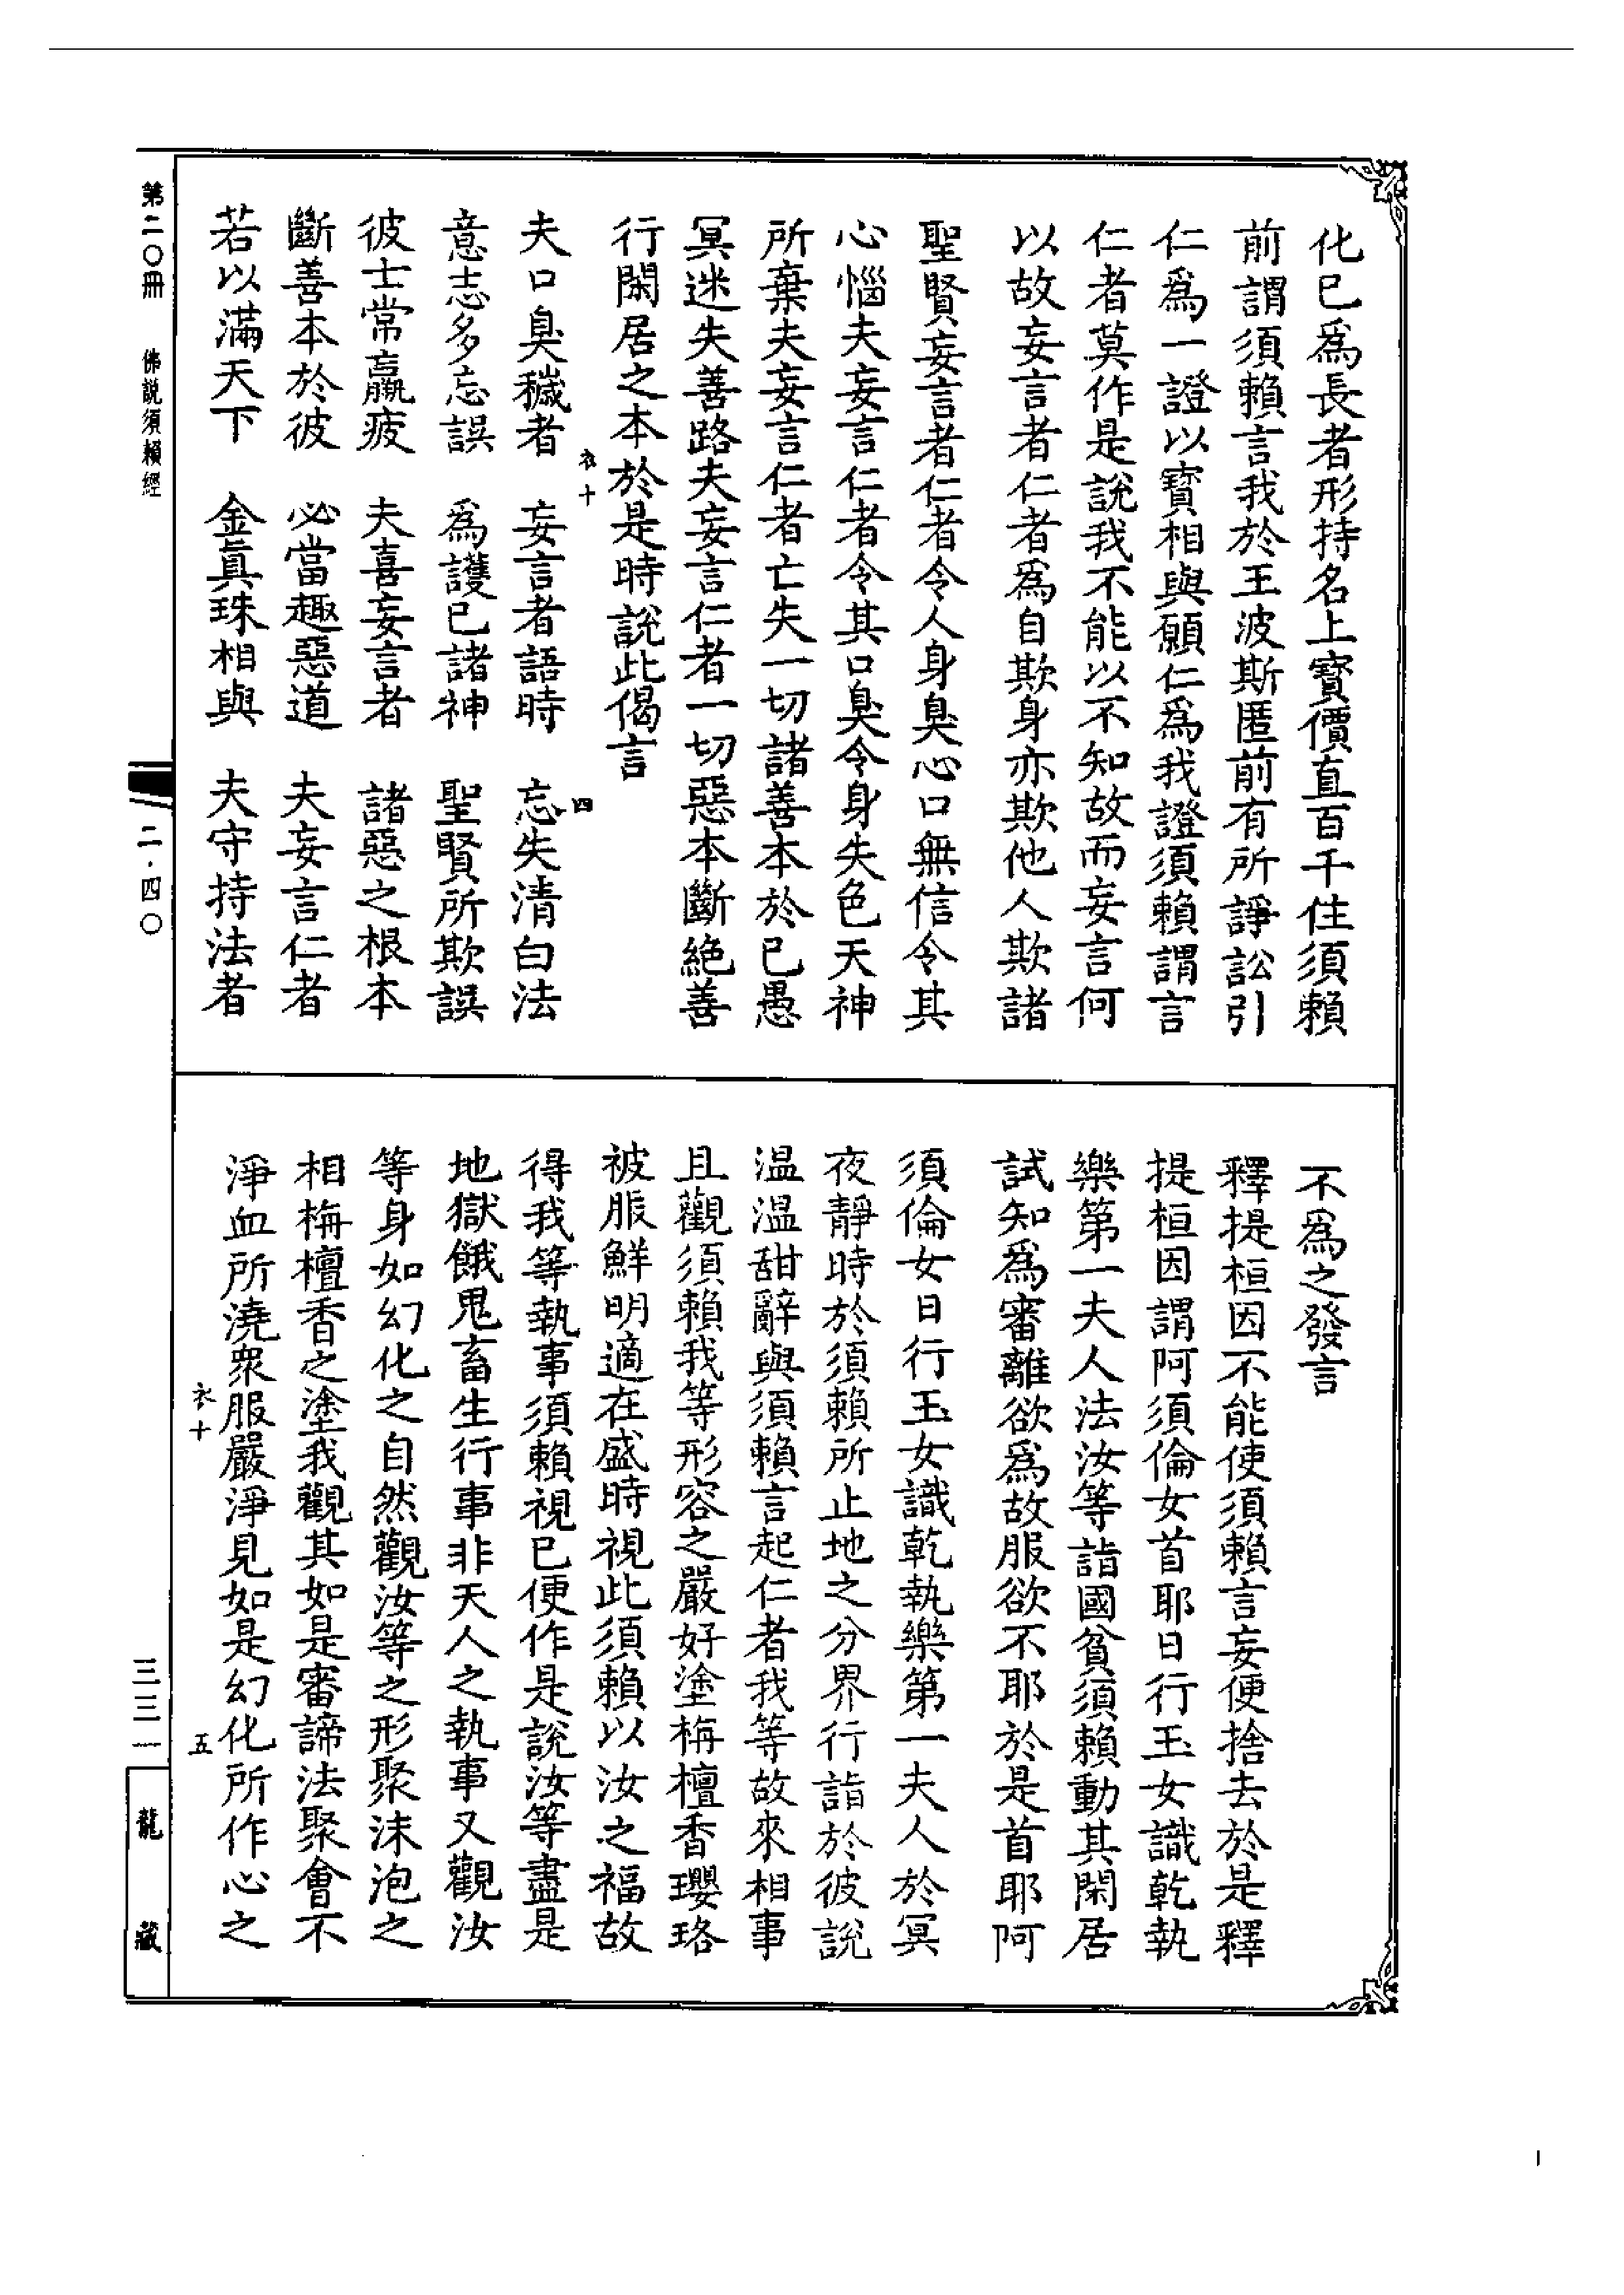 化已爲長者形持名上寳價直百千住須賴
前謂須賴言我於王波斯匿前有所諍訟引
仁爲一證以寳相與願仁爲我證須賴謂言
仁者莫作是說我不能以不知故而妄言何
以故妄言者仁者爲自欺身亦欺他人欺諸
聖賢妄言者仁者令人身臭心口無信令其
心惱夫妄言仁者令其口臭令身失色天神
所棄夫妄言仁者亡失一切諸善本於已愚
冥迷失善路夫妄言仁者一切惡本斷絕善
行閑居之本於是時說此偈言
夫口臭穢者　妄言者語時　忘失清白法
意志多忘誤　爲護已諸神　聖賢所欺誤
彼士常羸疲　夫喜妄言者　諸惡之根本
斷善本於彼　必當趣惡道　夫妄言仁者
若以滿天下　金真珠相與　夫守持法者
衣十　四
不爲之發言
釋提桓因不能使須賴言妄便捨去於是釋
提桓因謂阿須倫女首耶日行玉女識乾執
樂第一夫人法汝等詣國貧須賴動其閑居
試知爲審離欲爲故服欲不耶於是首耶阿
須倫女日行玉女識乾執樂第一夫人於冥
夜靜時於須賴所止地之分界行詣於彼說
温温甜辭與須賴言起仁者我等故來相事
且觀須賴我等形容之嚴好塗栴檀香瓔珞
被服鮮明適在盛時視此須賴以汝之福故
得我等執事須賴視已便作是說汝等盡是
地獄餓鬼畜生行事非天人之執事又觀汝
等身如幻化之自然觀汝等之形聚沫泡之
相栴檀香之塗我觀其如是審諦法聚會不
淨血所澆衆服嚴淨見如是幻化所作心之
衣十　五
第二〇冊　佛說須賴經
二·四〇
三三一
龍藏